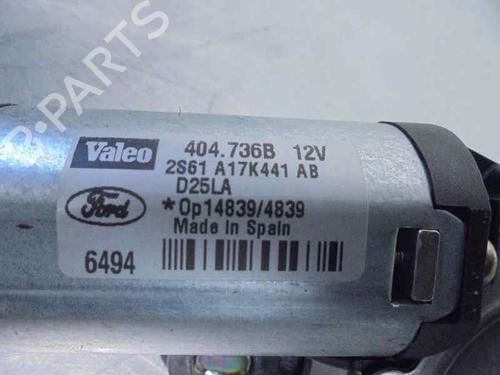 Valeo 404.736B 12V
2S61 A17K441 AB
D25LA
Ford *Op14839/4839
Made in Spain
6494
B-PARTS